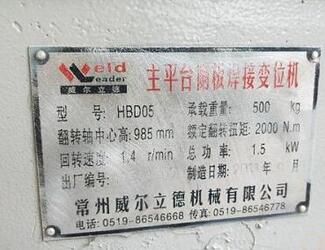 Weld Leader
威尔立德
主平台侧板焊接变位机
型 号: HBD05 承载重量: 500 kg
翻转轴中心高: 985 mm 额定翻转扭矩: 2000 N.m
回转速度: 1.4 r/min 总功率: 1.5 kW
出厂编号: 制造日期:
常州威尔立德机械有限公司
电话: 0519-86546668 传真: 0519-86546778